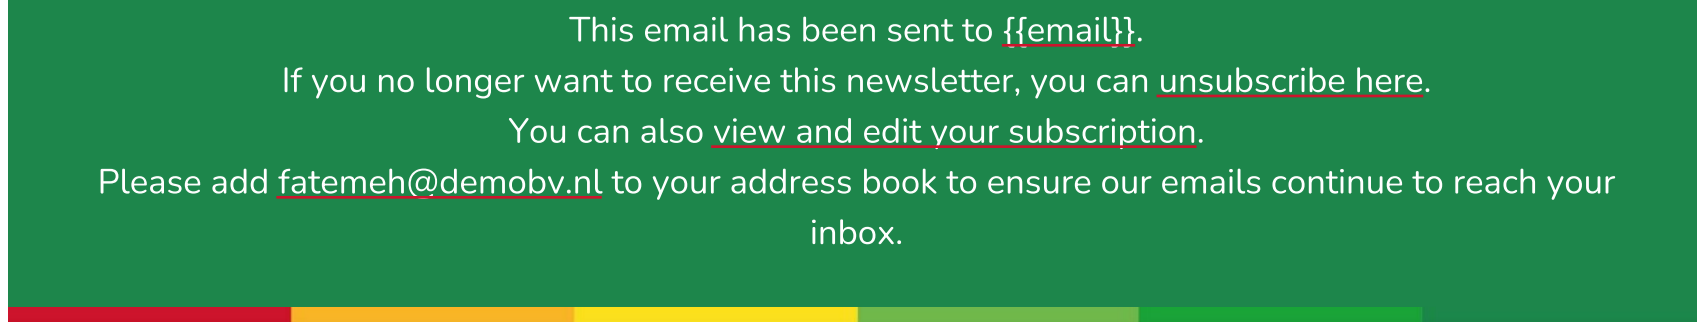 This email has been sent to {{email}}.
If you no longer want to receive this newsletter, you can unsubscribe here.
You can also view and edit your subscription.
Please add fatemeh@demobv.nl to your address book to ensure our emails continue to reach your
inbox.